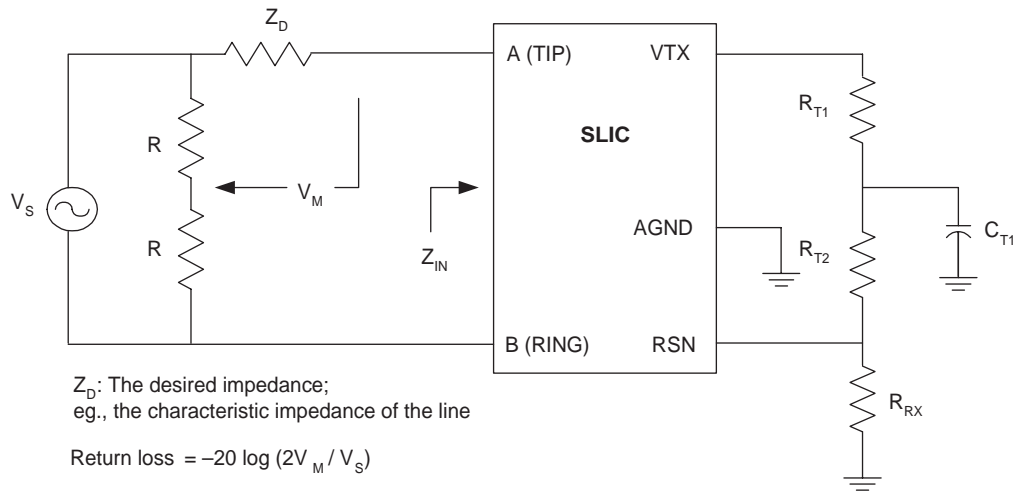 Z_D
A (TIP)
VTX
R_T1
SLIC
R
V_M
V_S
R
Z_IN
AGND
R_T2
C_T1
B (RING)
RSN
R_RX
Z_D: The desired impedance;
eg., the characteristic impedance of the line
Return loss = –20 log (2V_M / V_S)